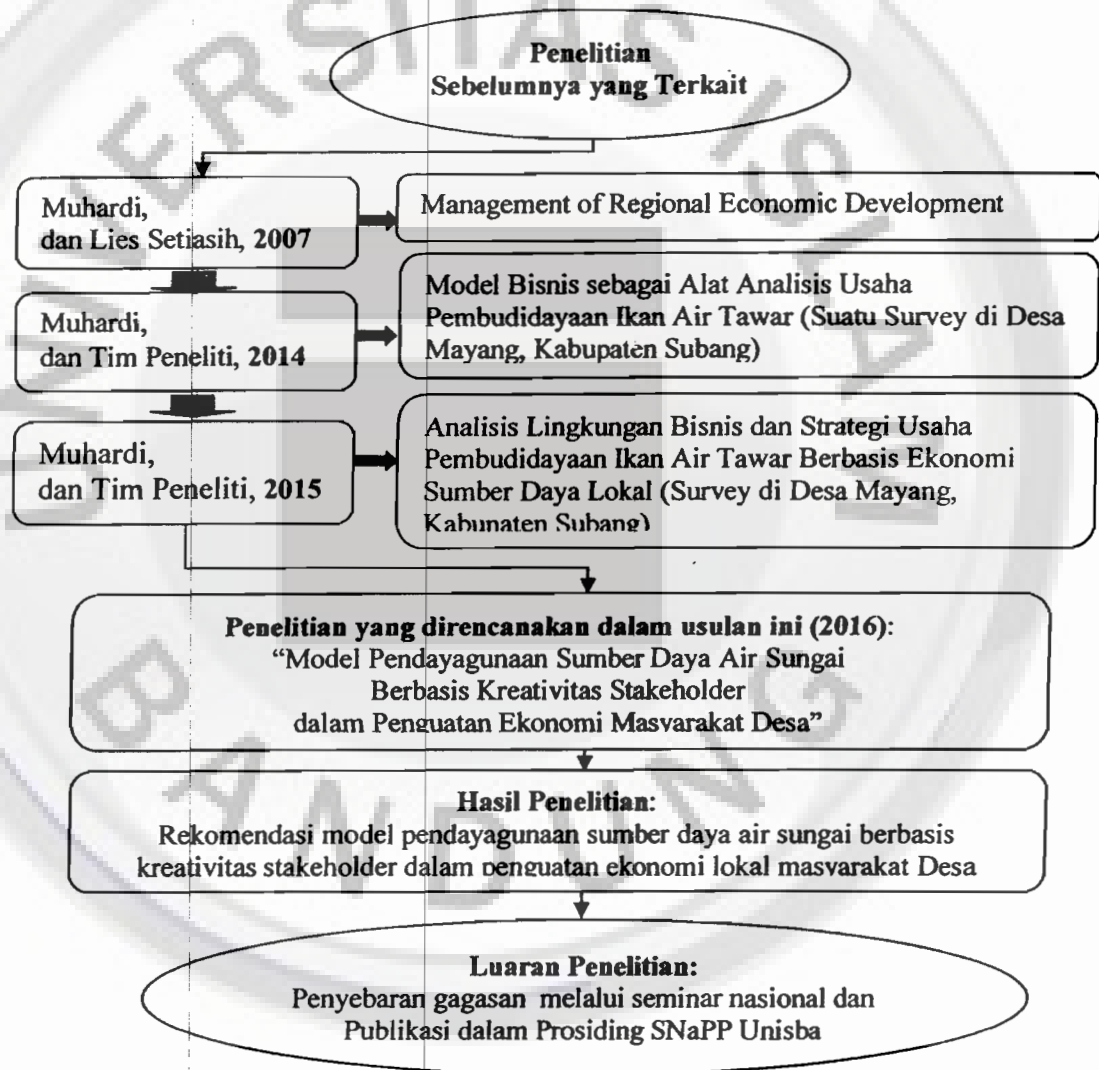 Penelitian
Sebelumnya yang Terkait
Muhardi,
dan Lies Setiasih, 2007
Management of Regional Economic Development
Muhardi,
dan Tim Peneliti, 2014
Model Bisnis sebagai Alat Analisis Usaha
Pembudidayaan Ikan Air Tawar (Suatu Survey di Desa
Mayang, Kabupaten Subang)
Muhardi,
dan Tim Peneliti, 2015
Analisis Lingkungan Bisnis dan Strategi Usaha
Pembudidayaan Ikan Air Tawar Berbasis Ekonomi
Sumber Daya Lokal (Survey di Desa Mayang,
Kabupaten Subang)
Penelitian yang direncanakan dalam usulan ini (2016):
“Model Pendayagunaan Sumber Daya Air Sungai
Berbasis Kreativitas Stakeholder
dalam Penguatan Ekonomi Masyarakat Desa”
Hasil Penelitian:
Rekomendasi model pendayagunaan sumber daya air sungai berbasis
kreativitas stakeholder dalam penguatan ekonomi lokal masyarakat Desa
Luaran Penelitian:
Penyebaran gagasan melalui seminar nasional dan
Publikasi dalam Prosiding SNaPP Unisba
UNIVERSITAS ISLAM
BANDUNG